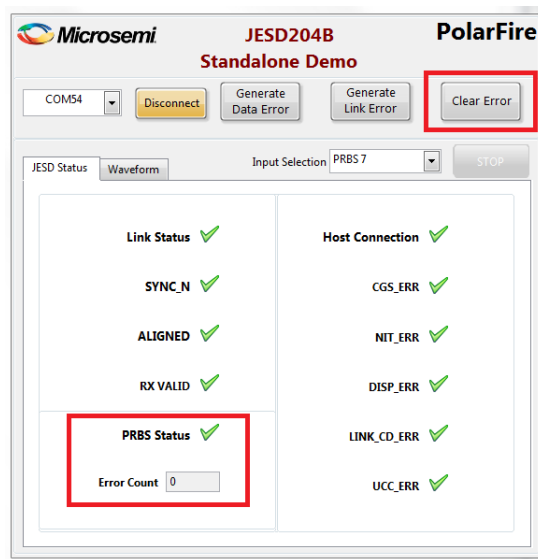 Microsemi
JESD204B
Standalone Demo
PolarFire
COM54
Disconnect
Generate
Data Error
Generate
Link Error
Clear Error
JESD Status
Waveform
Input Selection
PRBS 7
STOP
Link Status
Host Connection
SYNC_N
CGS_ERR
ALIGNED
NIT_ERR
RX VALID
DISP_ERR
PRBS Status
LINK_CD_ERR
Error Count
0
UCC_ERR